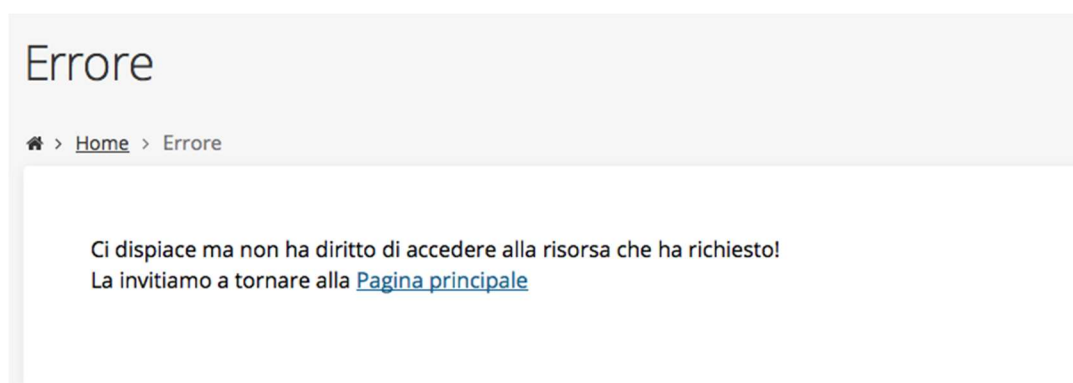 Errore
> Home > Errore
Ci dispiace ma non ha diritto di accedere alla risorsa che ha richiesto!
La invitiamo a tornare alla Pagina principale